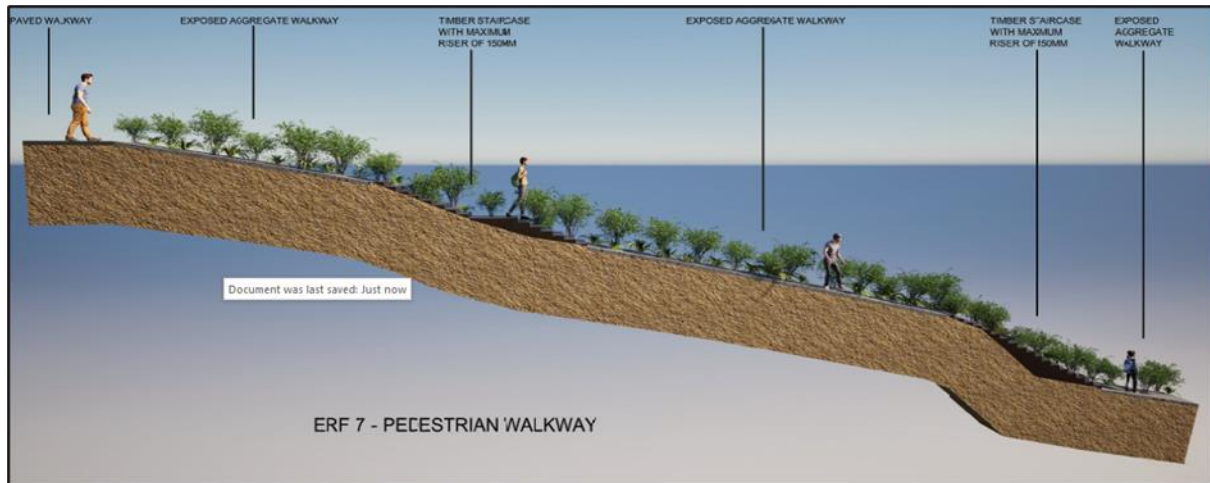 PAVED WALKWAY
EXPOSED AGGREGATE WALKWAY
TIMBER STAIRCASE
WITH MAXIMUM
RISER OF 150MM
EXPOSED AGGREGATE WALKWAY
TIMBER STAIRCASE
WITH MAXIMUM
RISER OF 150MM
EXPOSED
AGGREGATE
WALKWAY
Document was last saved: Just now
ERF 7 - PEDESTRIAN WALKWAY